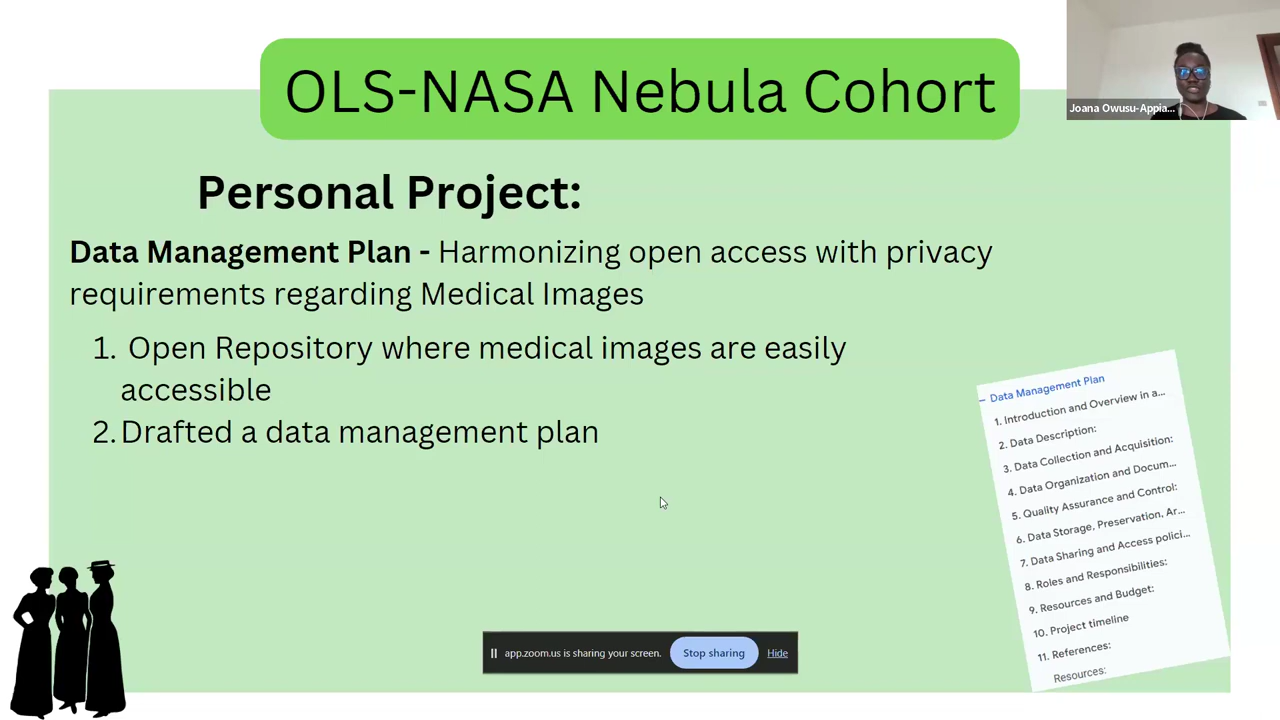 OLS-NASA Nebula Cohort
Joana Owusu-Appia...
Personal Project:
Data Management Plan - Harmonizing open access with privacy
requirements regarding Medical Images
1. Open Repository where medical images are easily
accessible
2. Drafted a data management plan
– Data Management Plan
1. Introduction and Overview in a...
2. Data Description:
3. Data Collection and Acquisition:
4. Data Organization and Docum...
5. Quality Assurance and Control:
6. Data Storage, Preservation, Ar...
7. Data Sharing and Access polici...
8. Roles and Responsibilities:
9. Resources and Budget:
10. Project timeline
11. References:
Resources:
app.zoom.us is sharing your screen.
Stop sharing
Hide